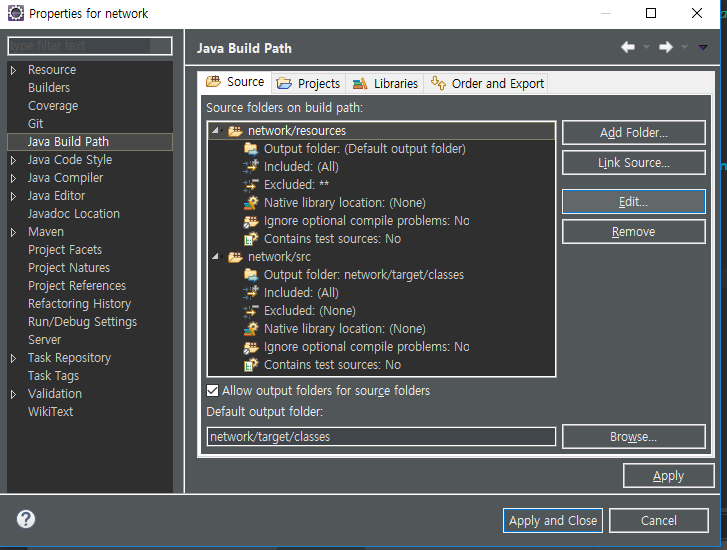 Properties for network
type filter text
Resource
Builders
Coverage
Git
Java Build Path
Java Code Style
Java Compiler
Java Editor
Javadoc Location
Maven
Project Facets
Project Natures
Project References
Refactoring History
Run/Debug Settings
Server
Task Repository
Task Tags
Validation
WikiText
Java Build Path
Source
Projects
Libraries
Order and Export
Source folders on build path:
network/resources
Output folder: (Default output folder)
Included: (All)
Excluded: **
Native library location: (None)
Ignore optional compile problems: No
Contains test sources: No
network/src
Output folder: network/target/classes
Included: (All)
Excluded: (None)
Native library location: (None)
Ignore optional compile problems: No
Contains test sources: No
Add Folder...
Link Source...
Edit...
Remove
Allow output folders for source folders
Default output folder:
network/target/classes
Browse...
Apply
Apply and Close
Cancel